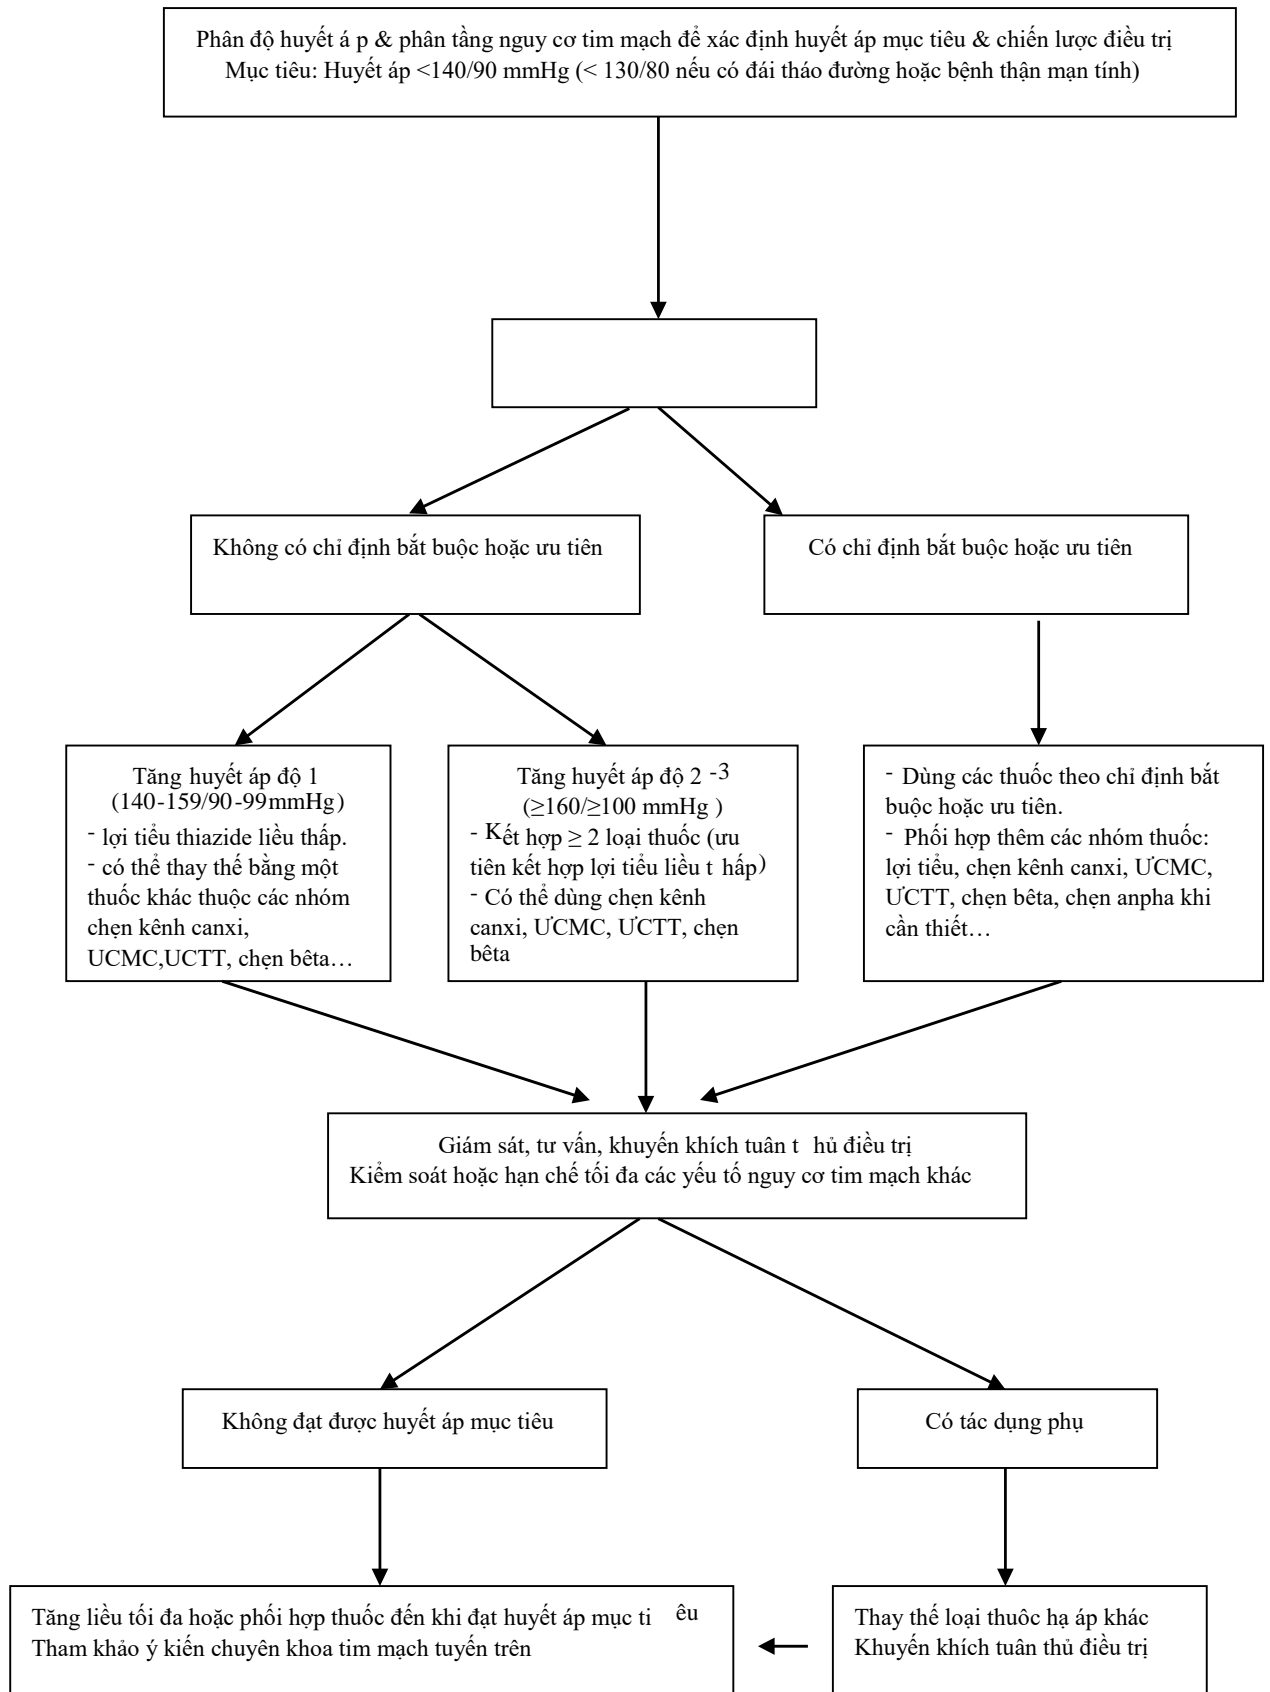 Phân độ huyết á p & phân tầng nguy cơ tim mạch để xác định huyết áp mục tiêu & chiến lược điều trị
Mục tiêu: Huyết áp <140/90 mmHg (< 130/80 nếu có đái tháo đường hoặc bệnh thận mạn tính)
Không có chỉ định bắt buộc hoặc ưu tiên
Có chỉ định bắt buộc hoặc ưu tiên
Tăng huyết áp độ 1
(140-159/90-99mmHg)
- lợi tiểu thiazide liều thấp.
- có thể thay thế bằng một
thuốc khác thuộc các nhóm
chẹn kênh canxi,
UCMC,UCTT, chẹn bêta…
Tăng huyết áp độ 2 -3
(≥160/≥100 mmHg )
- Kết hợp ≥ 2 loại thuốc (ưu
tiên kết hợp lợi tiểu liều t hấp)
- Có thể dùng chẹn kênh
canxi, ƯCMC, ƯCTT, chẹn
bêta
- Dùng các thuốc theo chỉ định bắt
buộc hoặc ưu tiên.
- Phối hợp thêm các nhóm thuốc:
lợi tiểu, chẹn kênh canxi, ƯCMC,
ƯCTT, chẹn bêta, chẹn anpha khi
cần thiết…
Giám sát, tư vấn, khuyến khích tuân t hủ điều trị
Kiểm soát hoặc hạn chế tối đa các yếu tố nguy cơ tim mạch khác
Không đạt được huyết áp mục tiêu
Có tác dụng phụ
Tăng liều tối đa hoặc phối hợp thuốc đến khi đạt huyết áp mục ti êu
Tham khảo ý kiến chuyên khoa tim mạch tuyến trên
Thay thế loại thuôc hạ áp khác
Khuyến khích tuân thủ điều trị